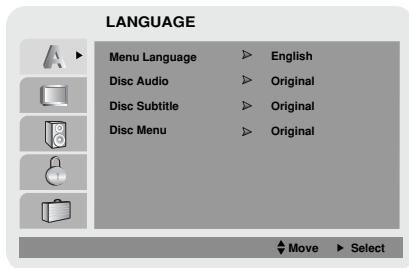 LANGUAGE
Menu Language English
Disc Audio Original
Disc Subtitle Original
Disc Menu Original
Move Select